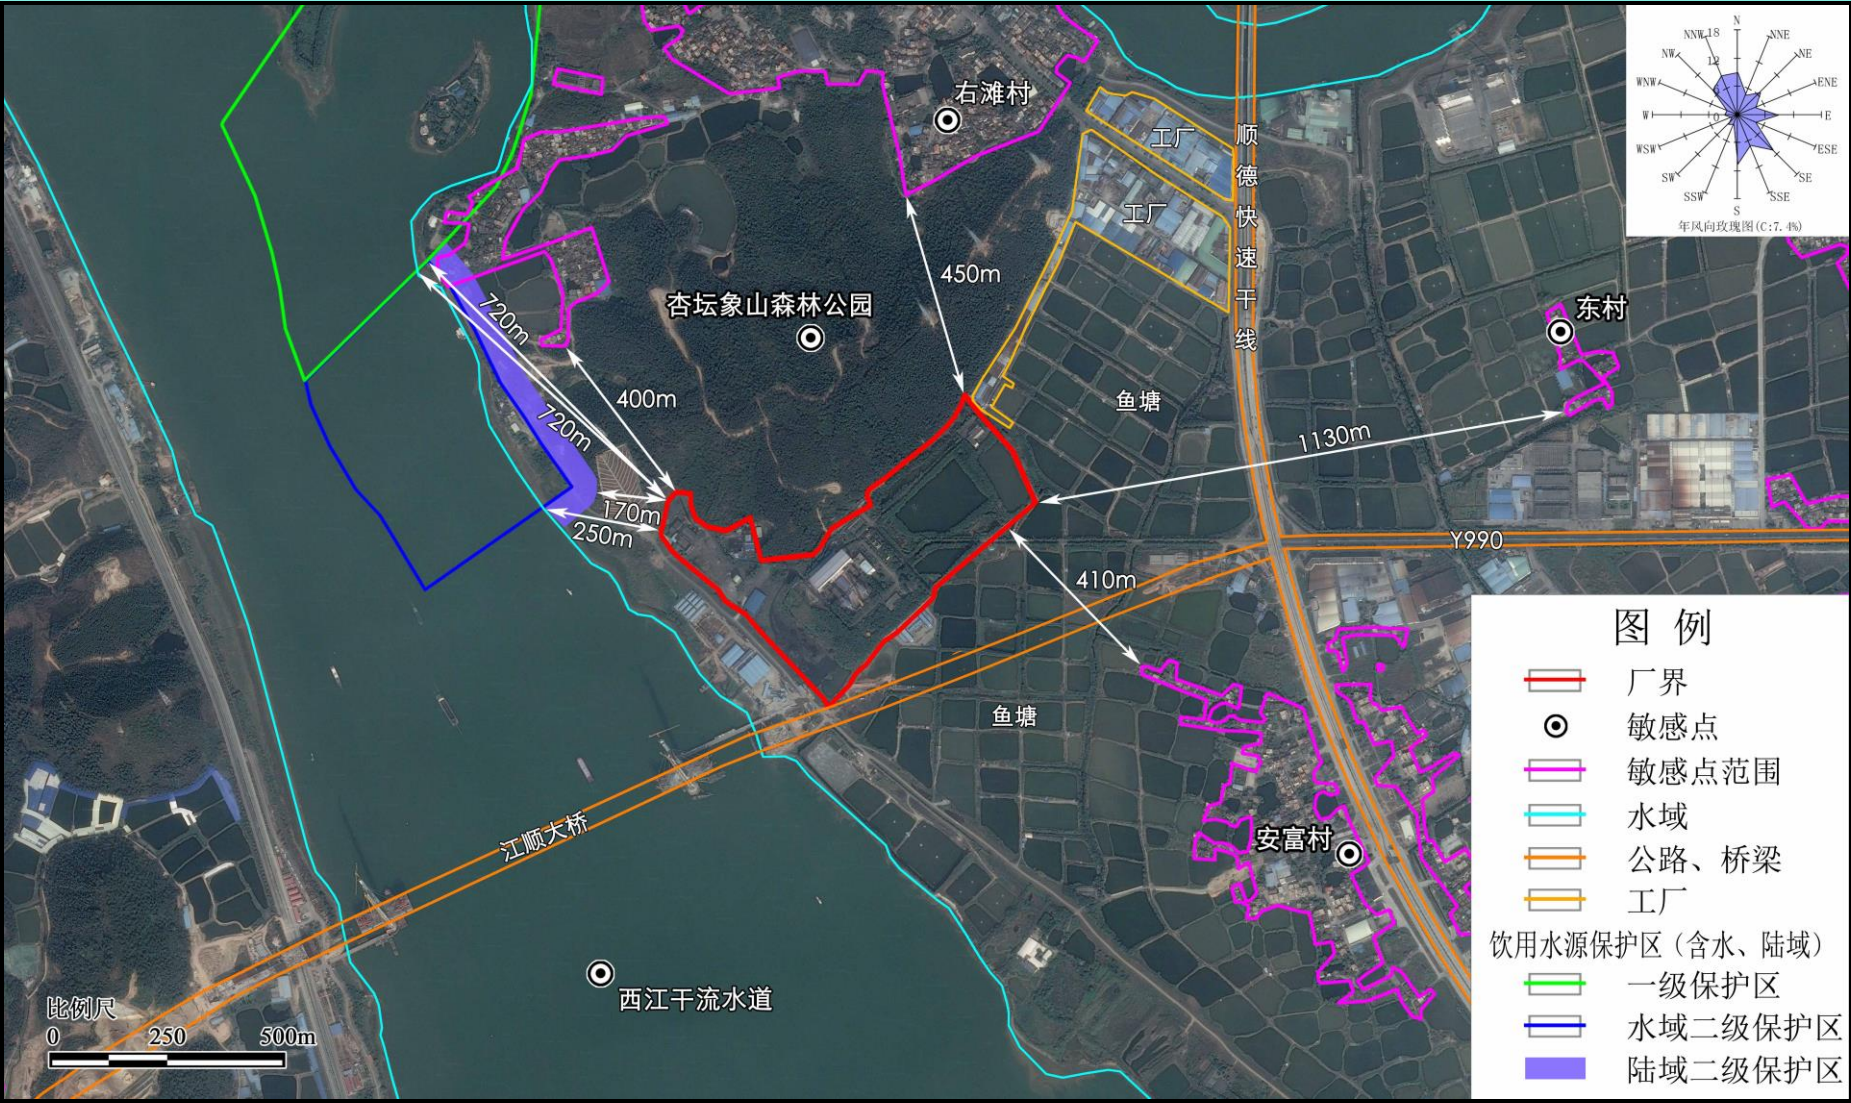 N
NNW
18
NNE
NW
12
NE
WNW
ENE
W
0
E
WSW
ESE
SW
SE
SSW
SSE
S
年风向玫瑰图(C:7.4%)
右滩村
工厂
工厂
顺德快速干线
450m
杏坛象山森林公园
东村
720m
400m
720m
鱼塘
1130m
170m
250m
Y990
410m
鱼塘
江顺大桥
安富村
西江干流水道
比例尺
0 250 500m
图 例
厂界
敏感点
敏感点范围
水域
公路、桥梁
工厂
饮用水源保护区(含水、陆域)
一级保护区
水域二级保护区
陆域二级保护区